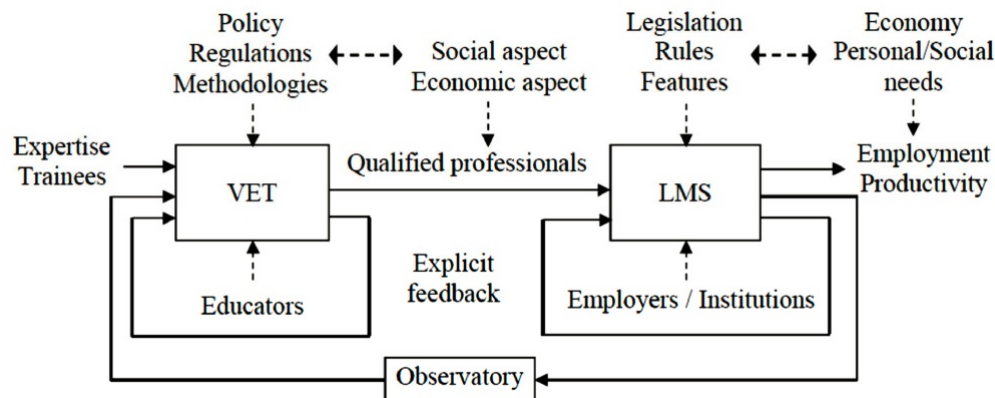 Policy
Regulations
Methodologies
Social aspect
Economic aspect
Legislation
Rules
Features
Economy
Personal/Social
needs
Expertise
Trainees
VET
Qualified professionals
LMS
Employment
Productivity
Educators
Explicit
feedback
Employers / Institutions
Observatory